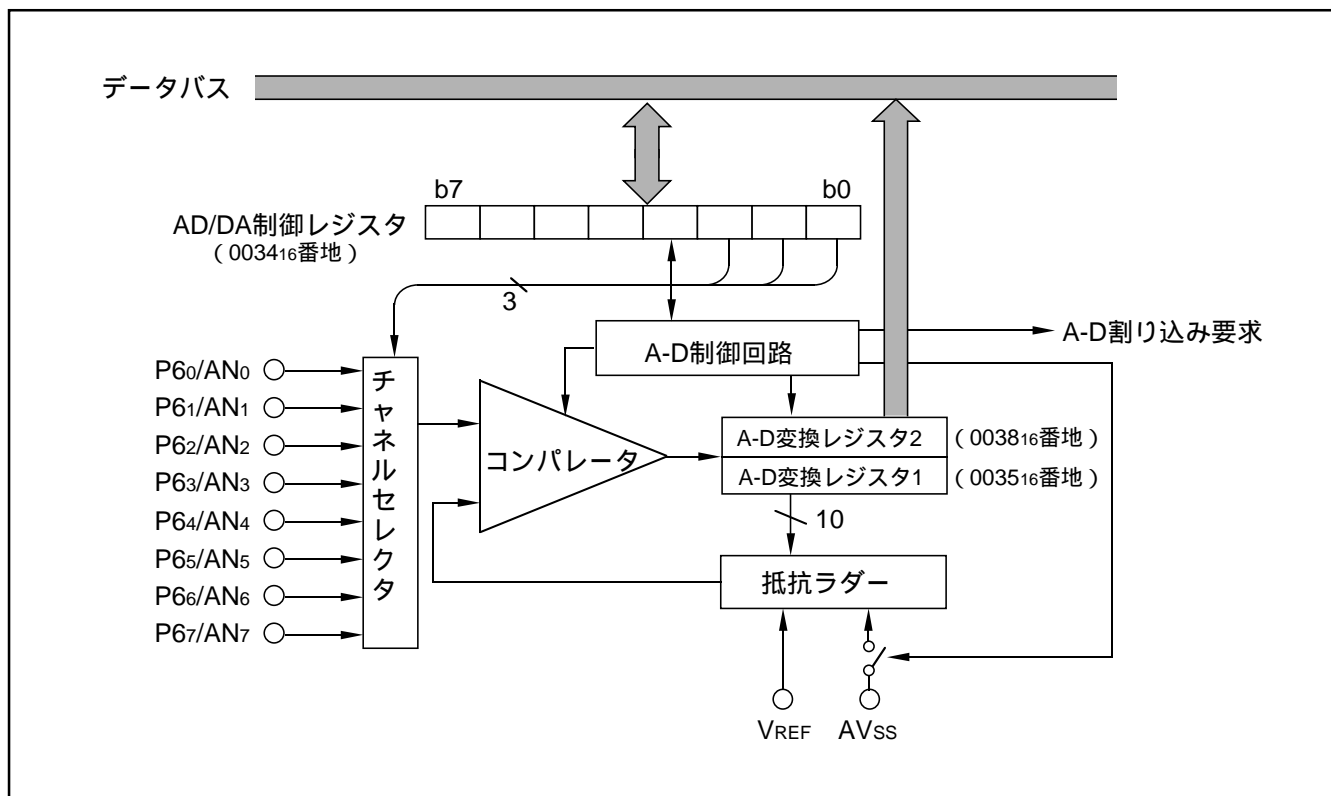 データバス
b7 b0
AD/DA制御レジスタ
(003416番地)
3
A-D制御回路
A-D割り込み要求
P60/AN0
P61/AN1
P62/AN2
P63/AN3
P64/AN4
P65/AN5
P66/AN6
P67/AN7
チャネルセレクタ
コンパレータ
A-D変換レジスタ2 (003816番地)
A-D変換レジスタ1 (003516番地)
10
抵抗ラダー
VREF AVSS